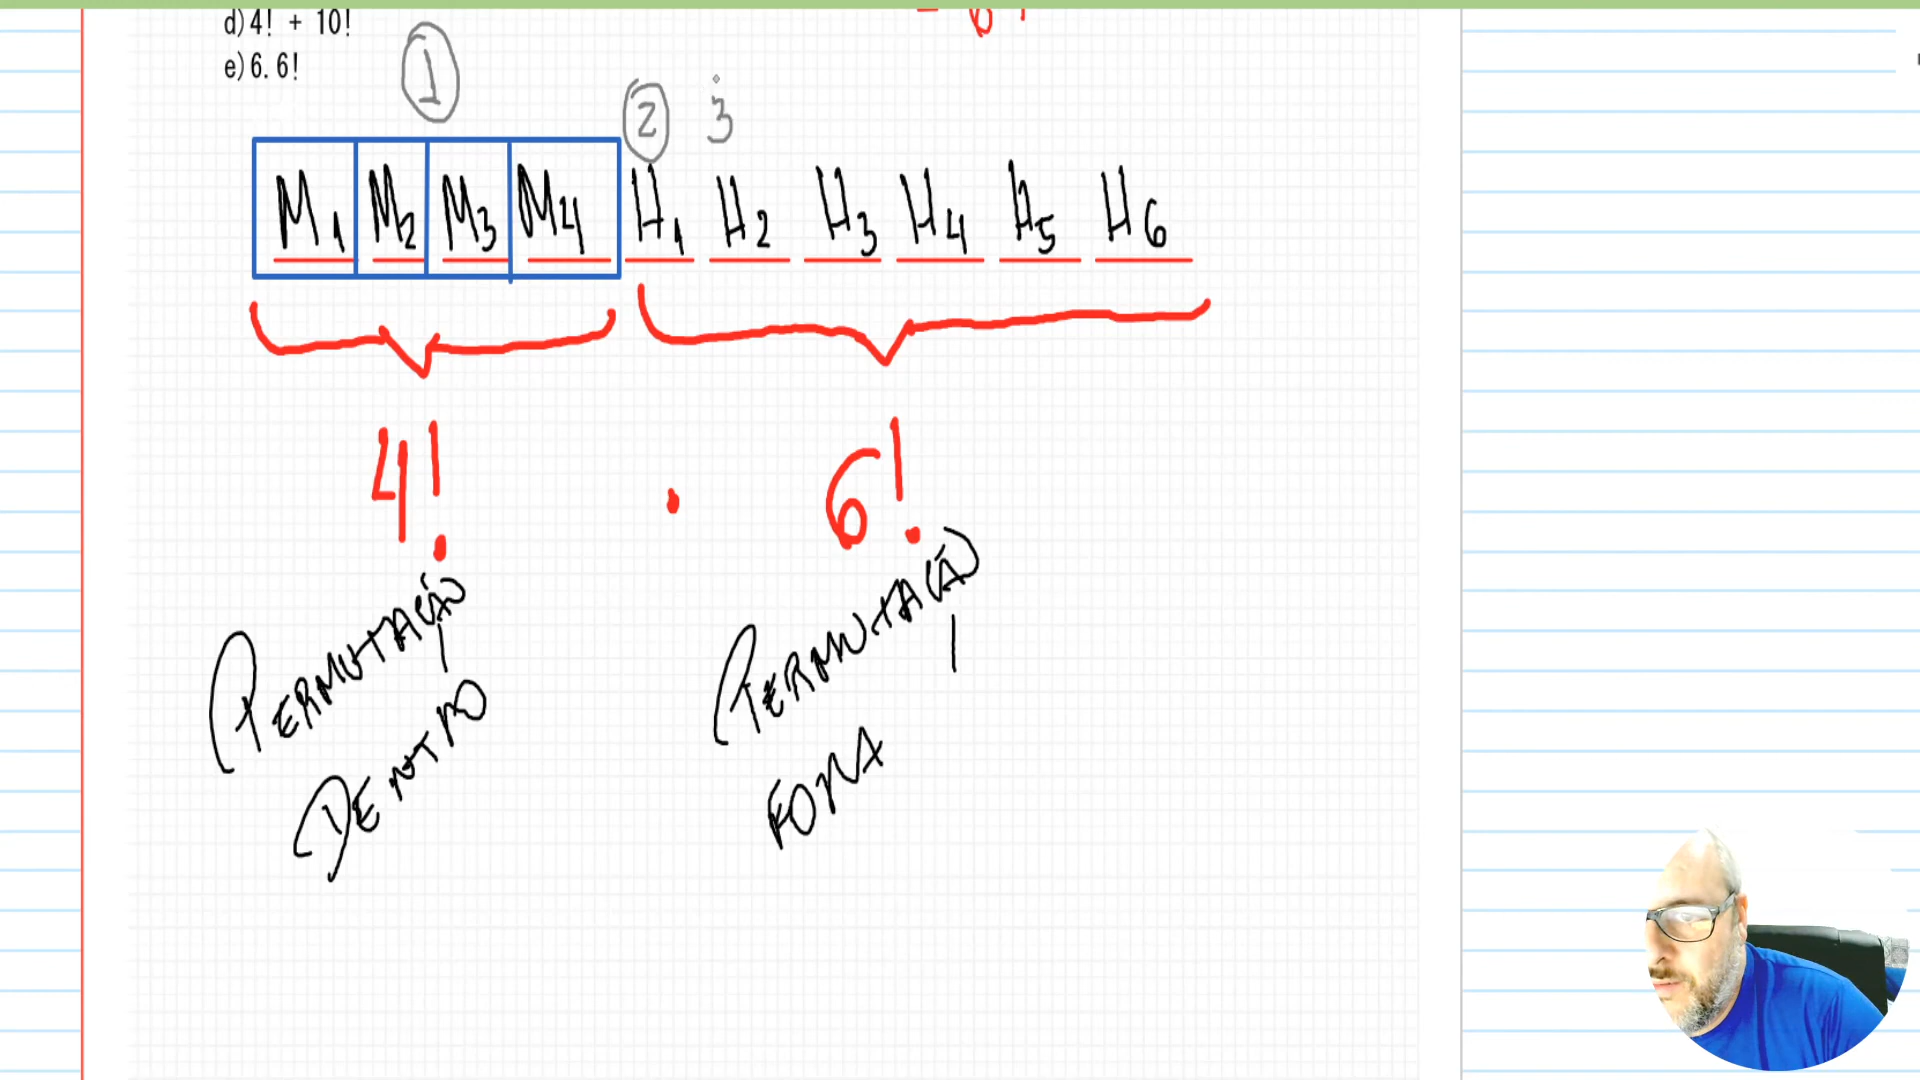 d) 4! + 10!
e) 6.6!
1
2 3
M1 M2 M3 M4 H1 H2 H3 H4 H5 H6
4! . 6!
PERMUTAÇÃO
DENTRO
PERMUTAÇÃO
FORA